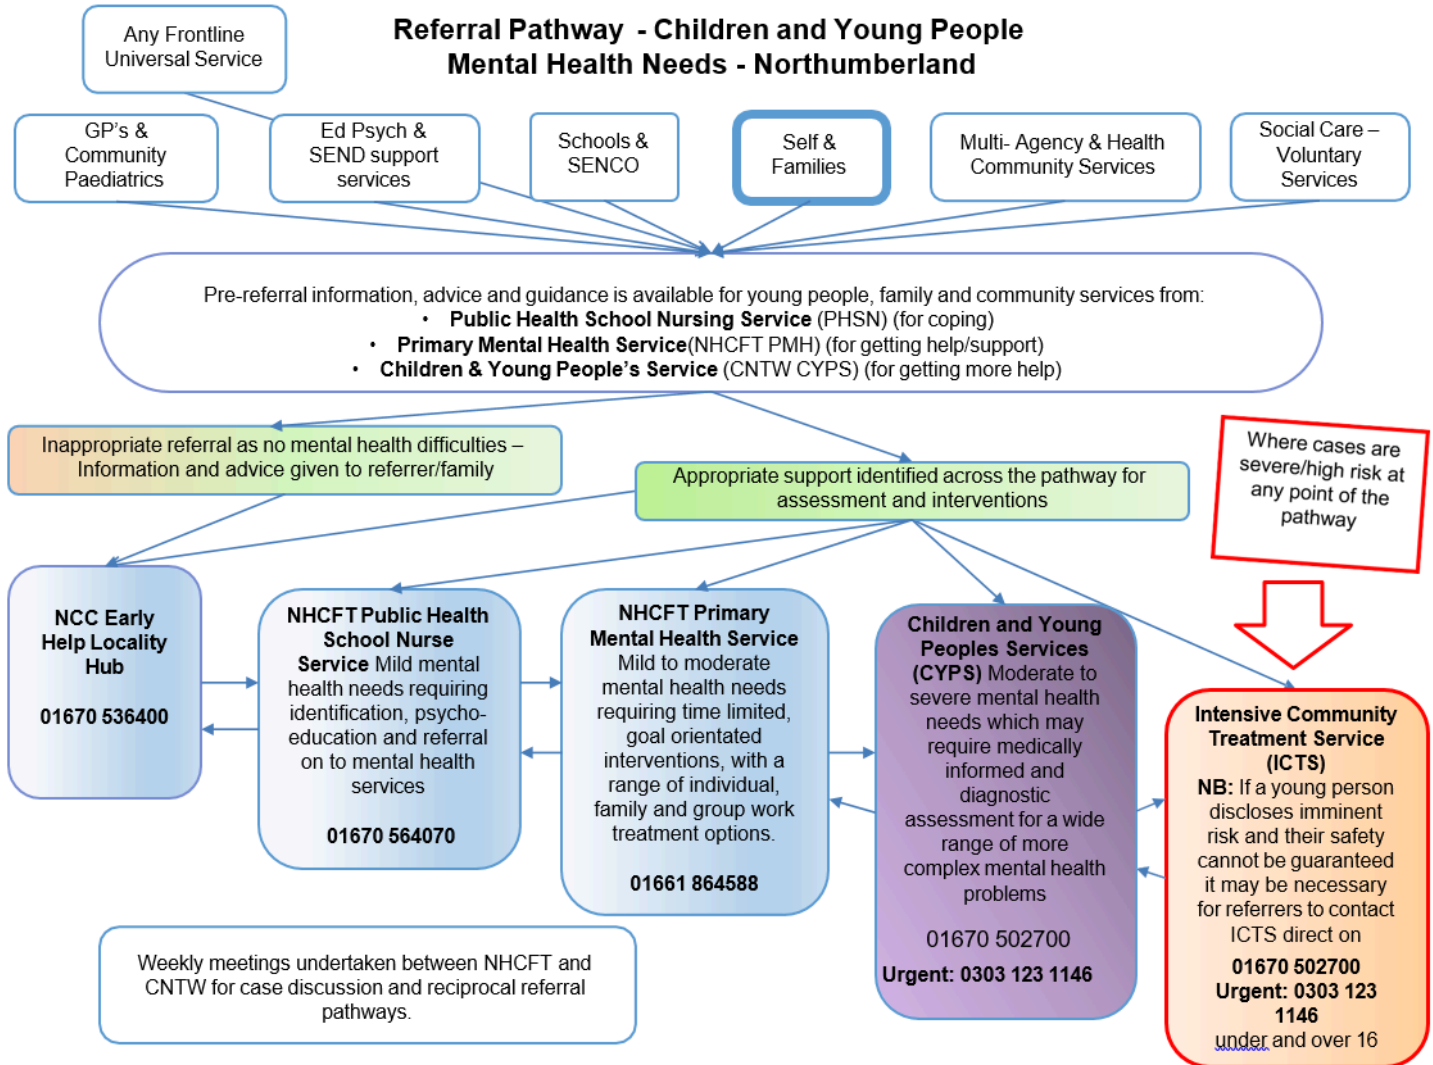 Referral Pathway - Children and Young People
Mental Health Needs - Northumberland
Any Frontline
Universal Service
GP's &
Community
Paediatrics
Ed Psych &
SEND support
services
Schools &
SENCO
Self &
Families
Multi- Agency & Health
Community Services
Social Care –
Voluntary
Services
Pre-referral information, advice and guidance is available for young people, family and community services from:
• Public Health School Nursing Service (PHSN) (for coping)
• Primary Mental Health Service(NHCFT PMH) (for getting help/support)
• Children & Young People's Service (CNTW CYPS) (for getting more help)
Inappropriate referral as no mental health difficulties –
Information and advice given to referrer/family
Appropriate support identified across the pathway for
assessment and interventions
Where cases are
severe/high risk at
any point of the
pathway
NCC Early
Help Locality
Hub
01670 536400
NHCFT Public Health
School Nurse
Service Mild mental
health needs requiring
identification, psycho-
education and referral
on to mental health
services
01670 564070
NHCFT Primary
Mental Health Service
Mild to moderate
mental health needs
requiring time limited,
goal orientated
interventions, with a
range of individual,
family and group work
treatment options.
01661 864588
Children and Young
Peoples Services
(CYPS) Moderate to
severe mental health
needs which may
require medically
informed and
diagnostic
assessment for a wide
range of more
complex mental health
problems
01670 502700
Urgent: 0303 123 1146
Intensive Community
Treatment Service
(ICTS)
NB: If a young person
discloses imminent
risk and their safety
cannot be guaranteed
it may be necessary
for referrers to contact
ICTS direct on
01670 502700
Urgent: 0303 123
1146
under and over 16
Weekly meetings undertaken between NHCFT and
CNTW for case discussion and reciprocal referral
pathways.